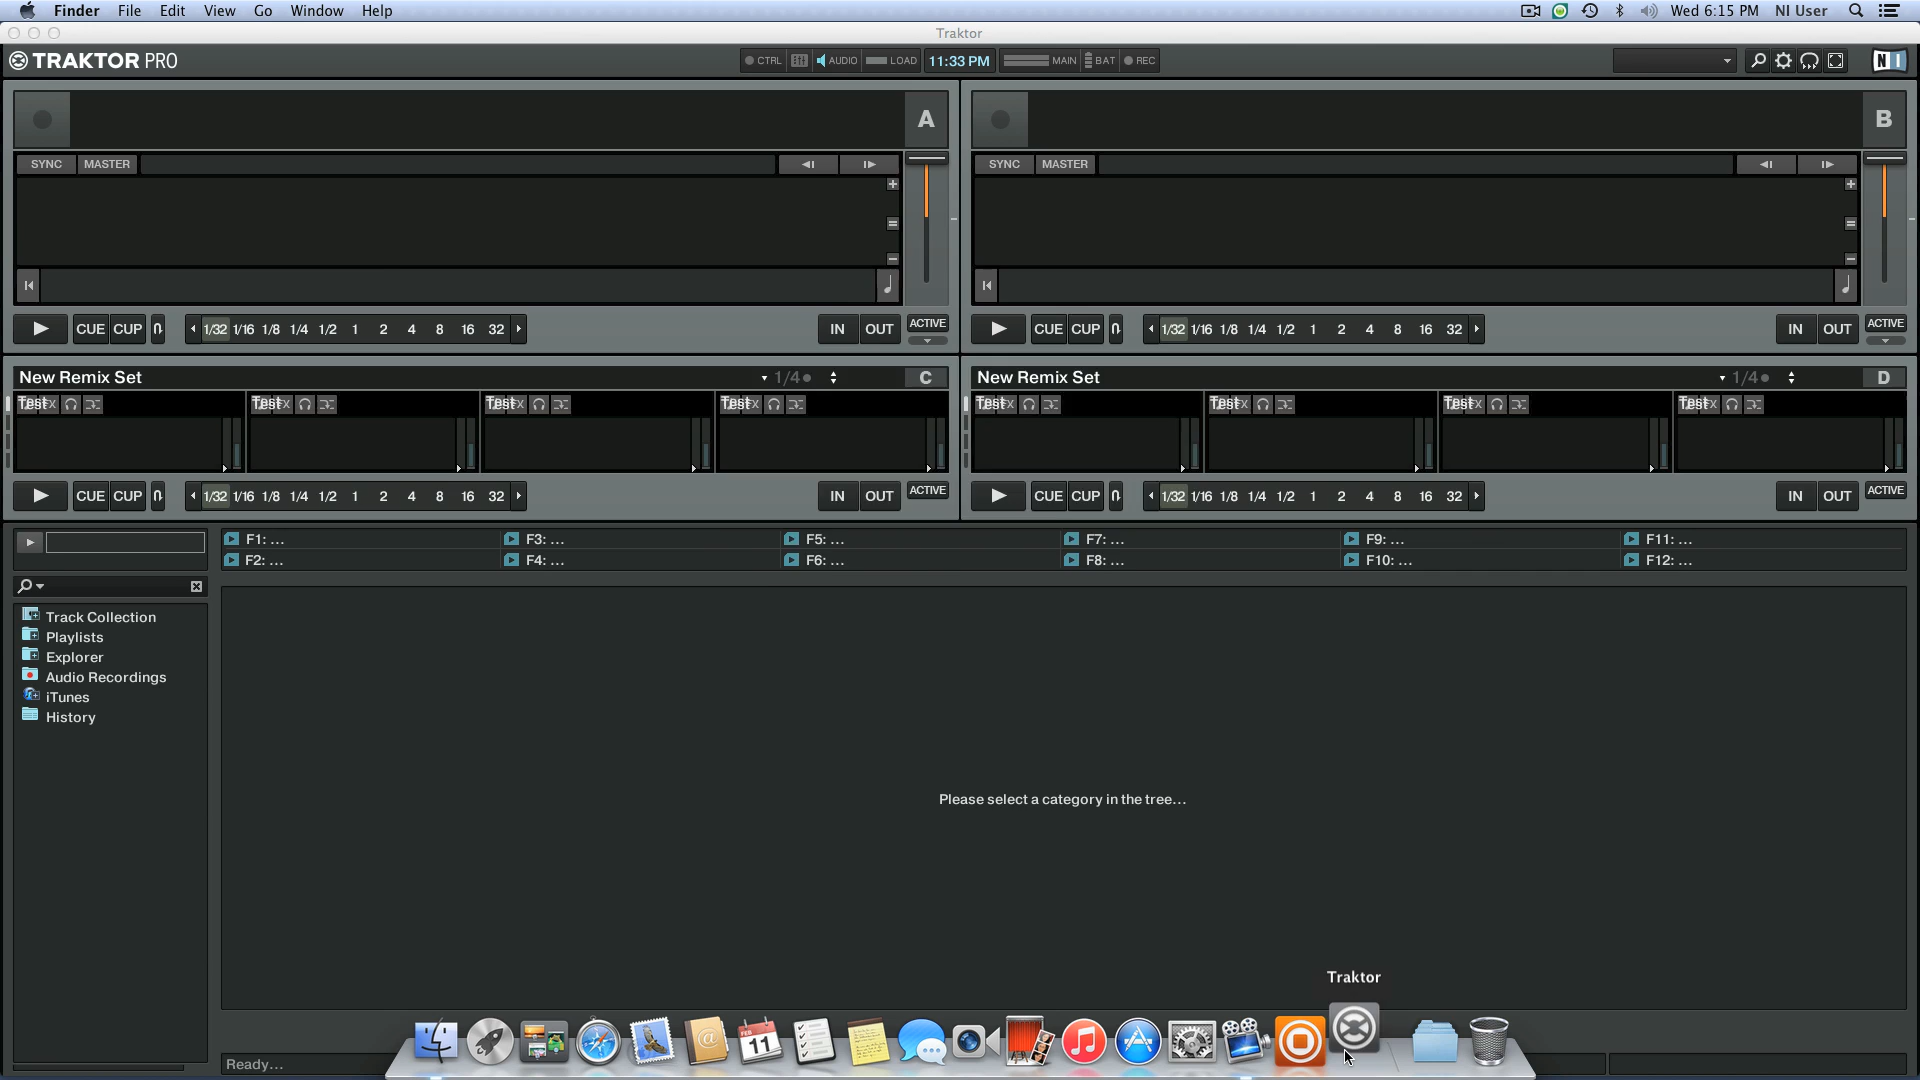 Finder File Edit View Go Window Help Wed 6:15 PM NI User
Traktor
TRAKTOR PRO CTRL AUDIO LOAD 11:33 PM MAIN BAT REC
A B
SYNC MASTER SYNC MASTER
CUE CUP 1/32 1/16 1/8 1/4 1/2 1 2 4 8 16 32 IN OUT ACTIVE CUE CUP 1/32 1/16 1/8 1/4 1/2 1 2 4 8 16 32 IN OUT ACTIVE
New Remix Set 1/4 C New Remix Set 1/4 D
Test Test Test Test Test Test Test Test
CUE CUP 1/32 1/16 1/8 1/4 1/2 1 2 4 8 16 32 IN OUT ACTIVE CUE CUP 1/32 1/16 1/8 1/4 1/2 1 2 4 8 16 32 IN OUT ACTIVE
F1: ... F3: ... F5: ... F7: ... F9: ... F11: ...
F2: ... F4: ... F6: ... F8: ... F10: ... F12: ...
Track Collection
Playlists
Explorer
Audio Recordings
iTunes
History
Please select a category in the tree...
Traktor
FEB
11
Ready...